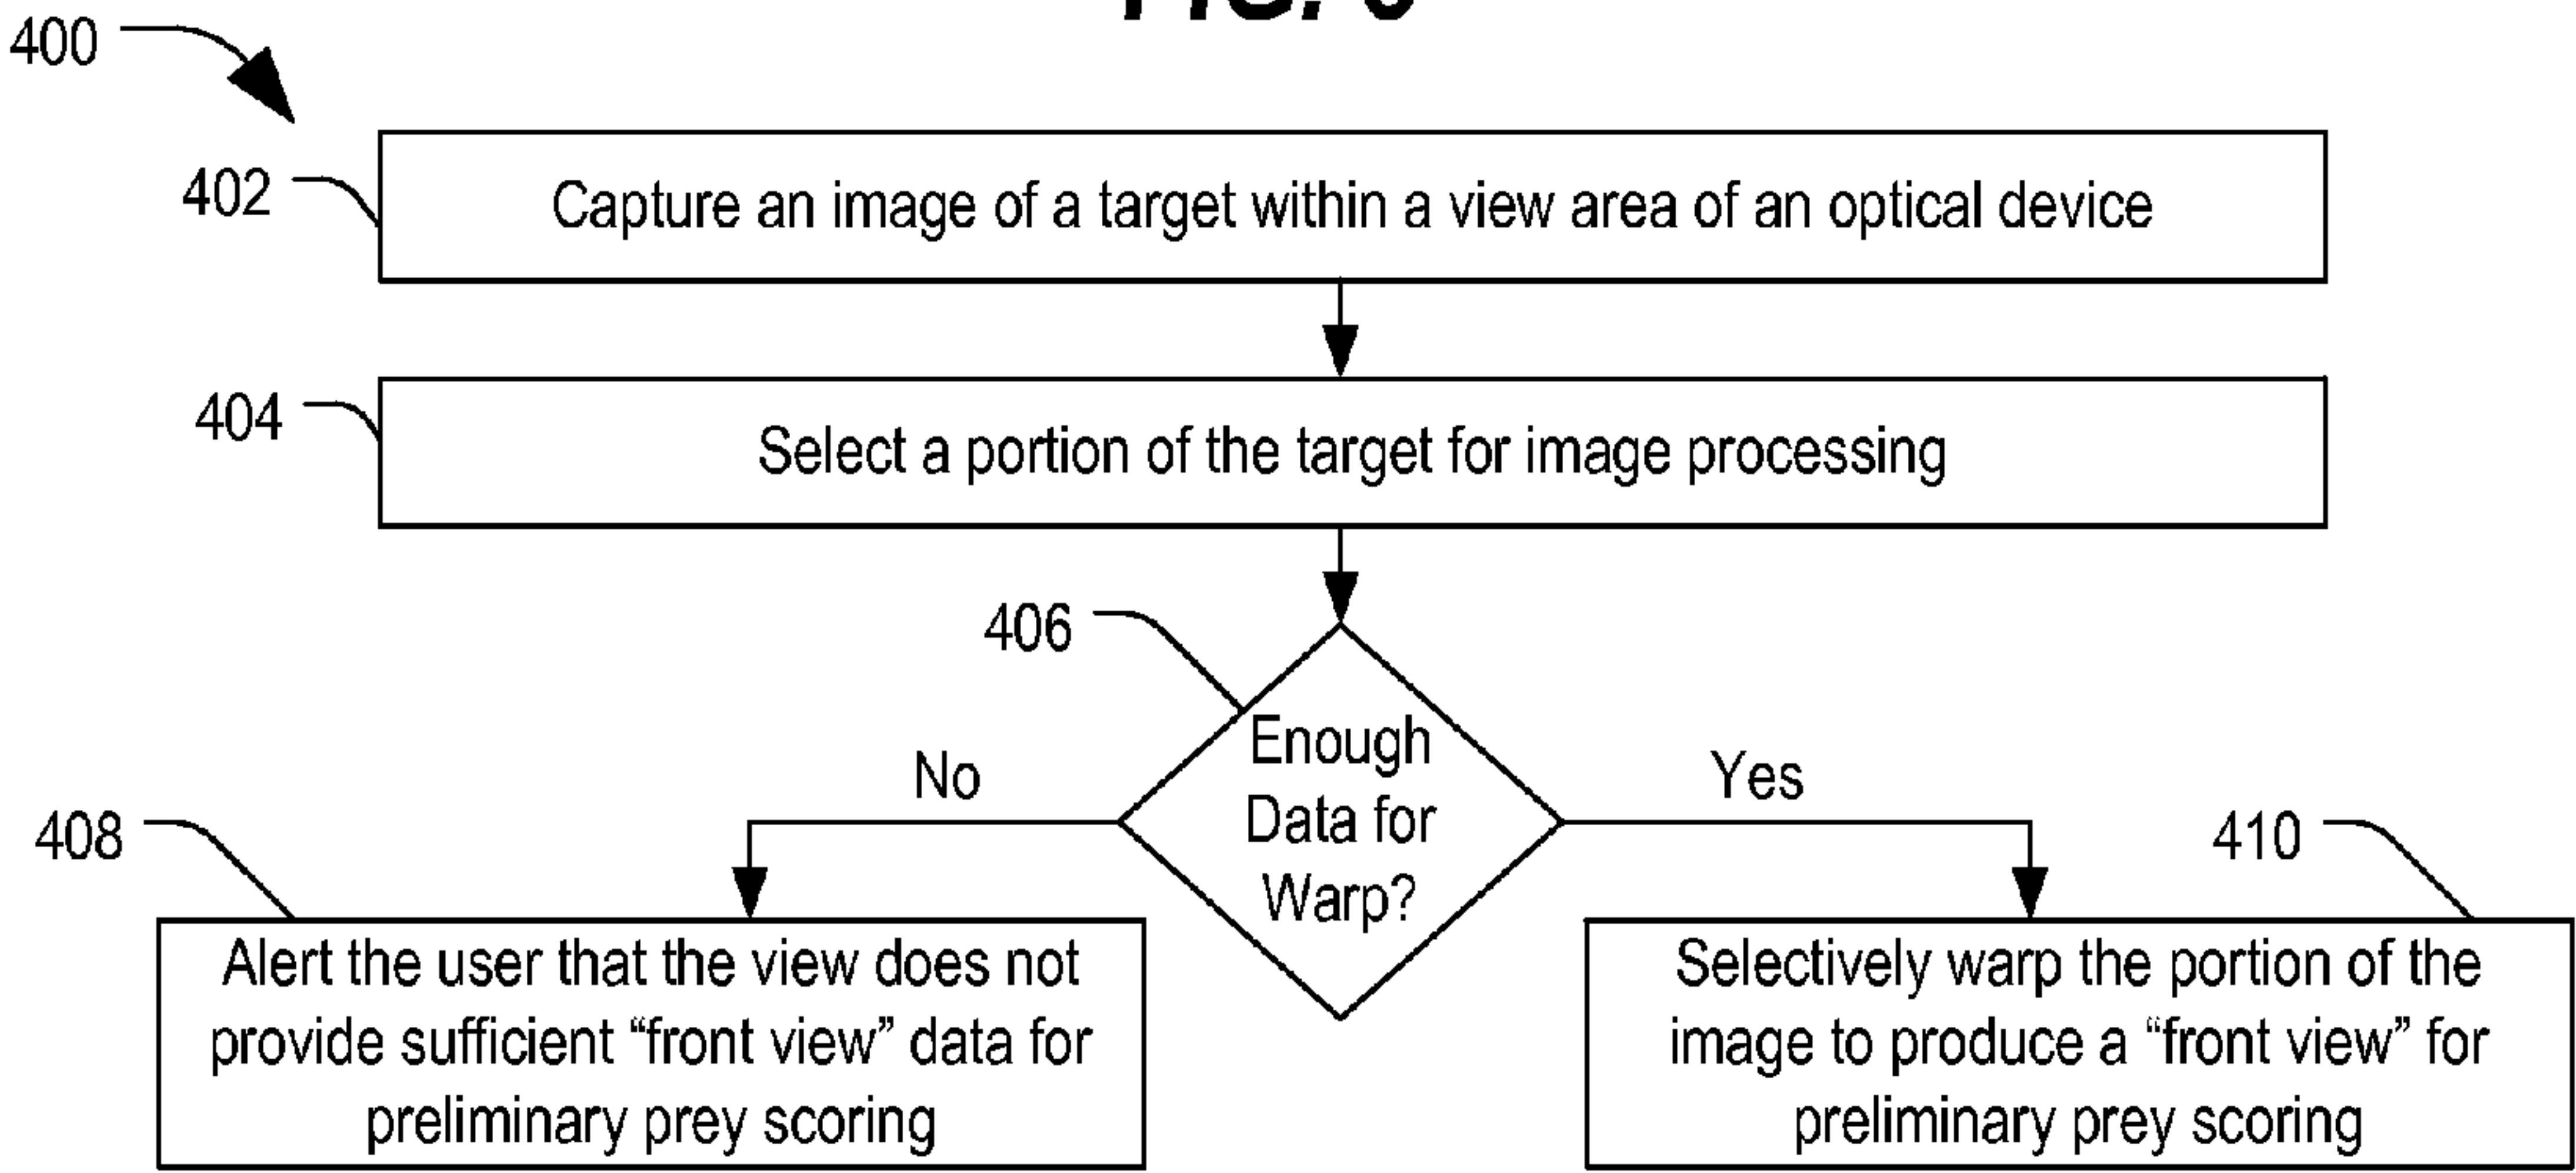 400
402
Capture an image of a target within a view area of an optical device
404
Select a portion of the target for image processing
406
Enough
Data for
Warp?
No
Yes
408
410
Alert the user that the view does not
provide sufficient “front view” data for
preliminary prey scoring
Selectively warp the portion of the
image to produce a “front view” for
preliminary prey scoring